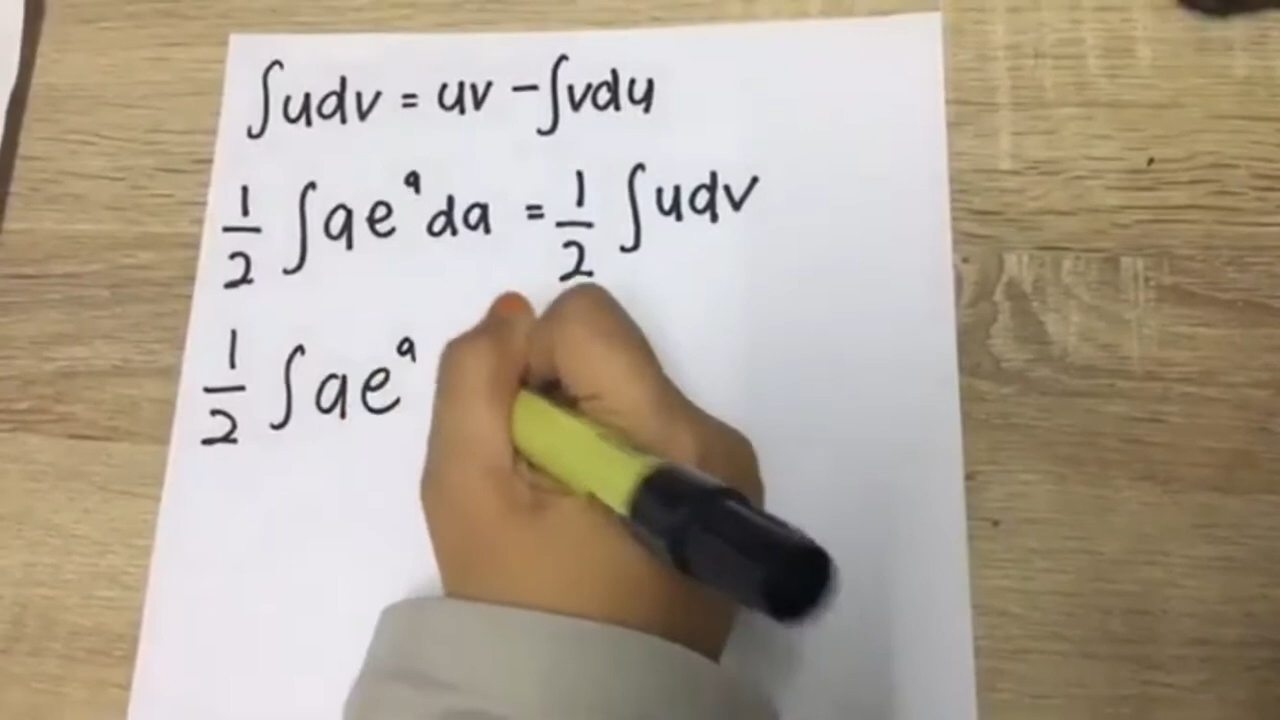 ∫udv = uv - ∫vdu
1/2 ∫ae^a da = 1/2 ∫udv
1/2 ∫ae^a